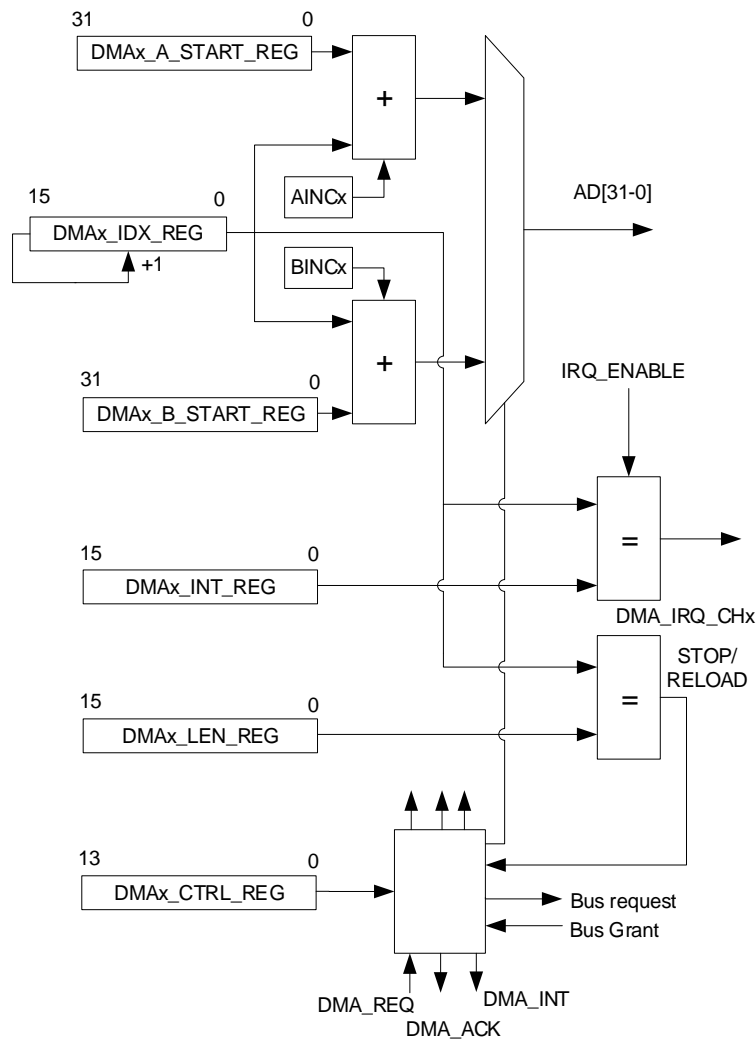 31 0
DMAx_A_START_REG
+
AINCx
15 0
DMAx_IDX_REG
+1
AD[31-0]
BINCx
+
31 0
DMAx_B_START_REG
IRQ_ENABLE
15 0
DMAx_INT_REG
=
DMA_IRQ_CHx
STOP/
RELOAD
15 0
DMAx_LEN_REG
=
13 0
DMAx_CTRL_REG
Bus request
Bus Grant
DMA_REQ
DMA_ACK
DMA_INT